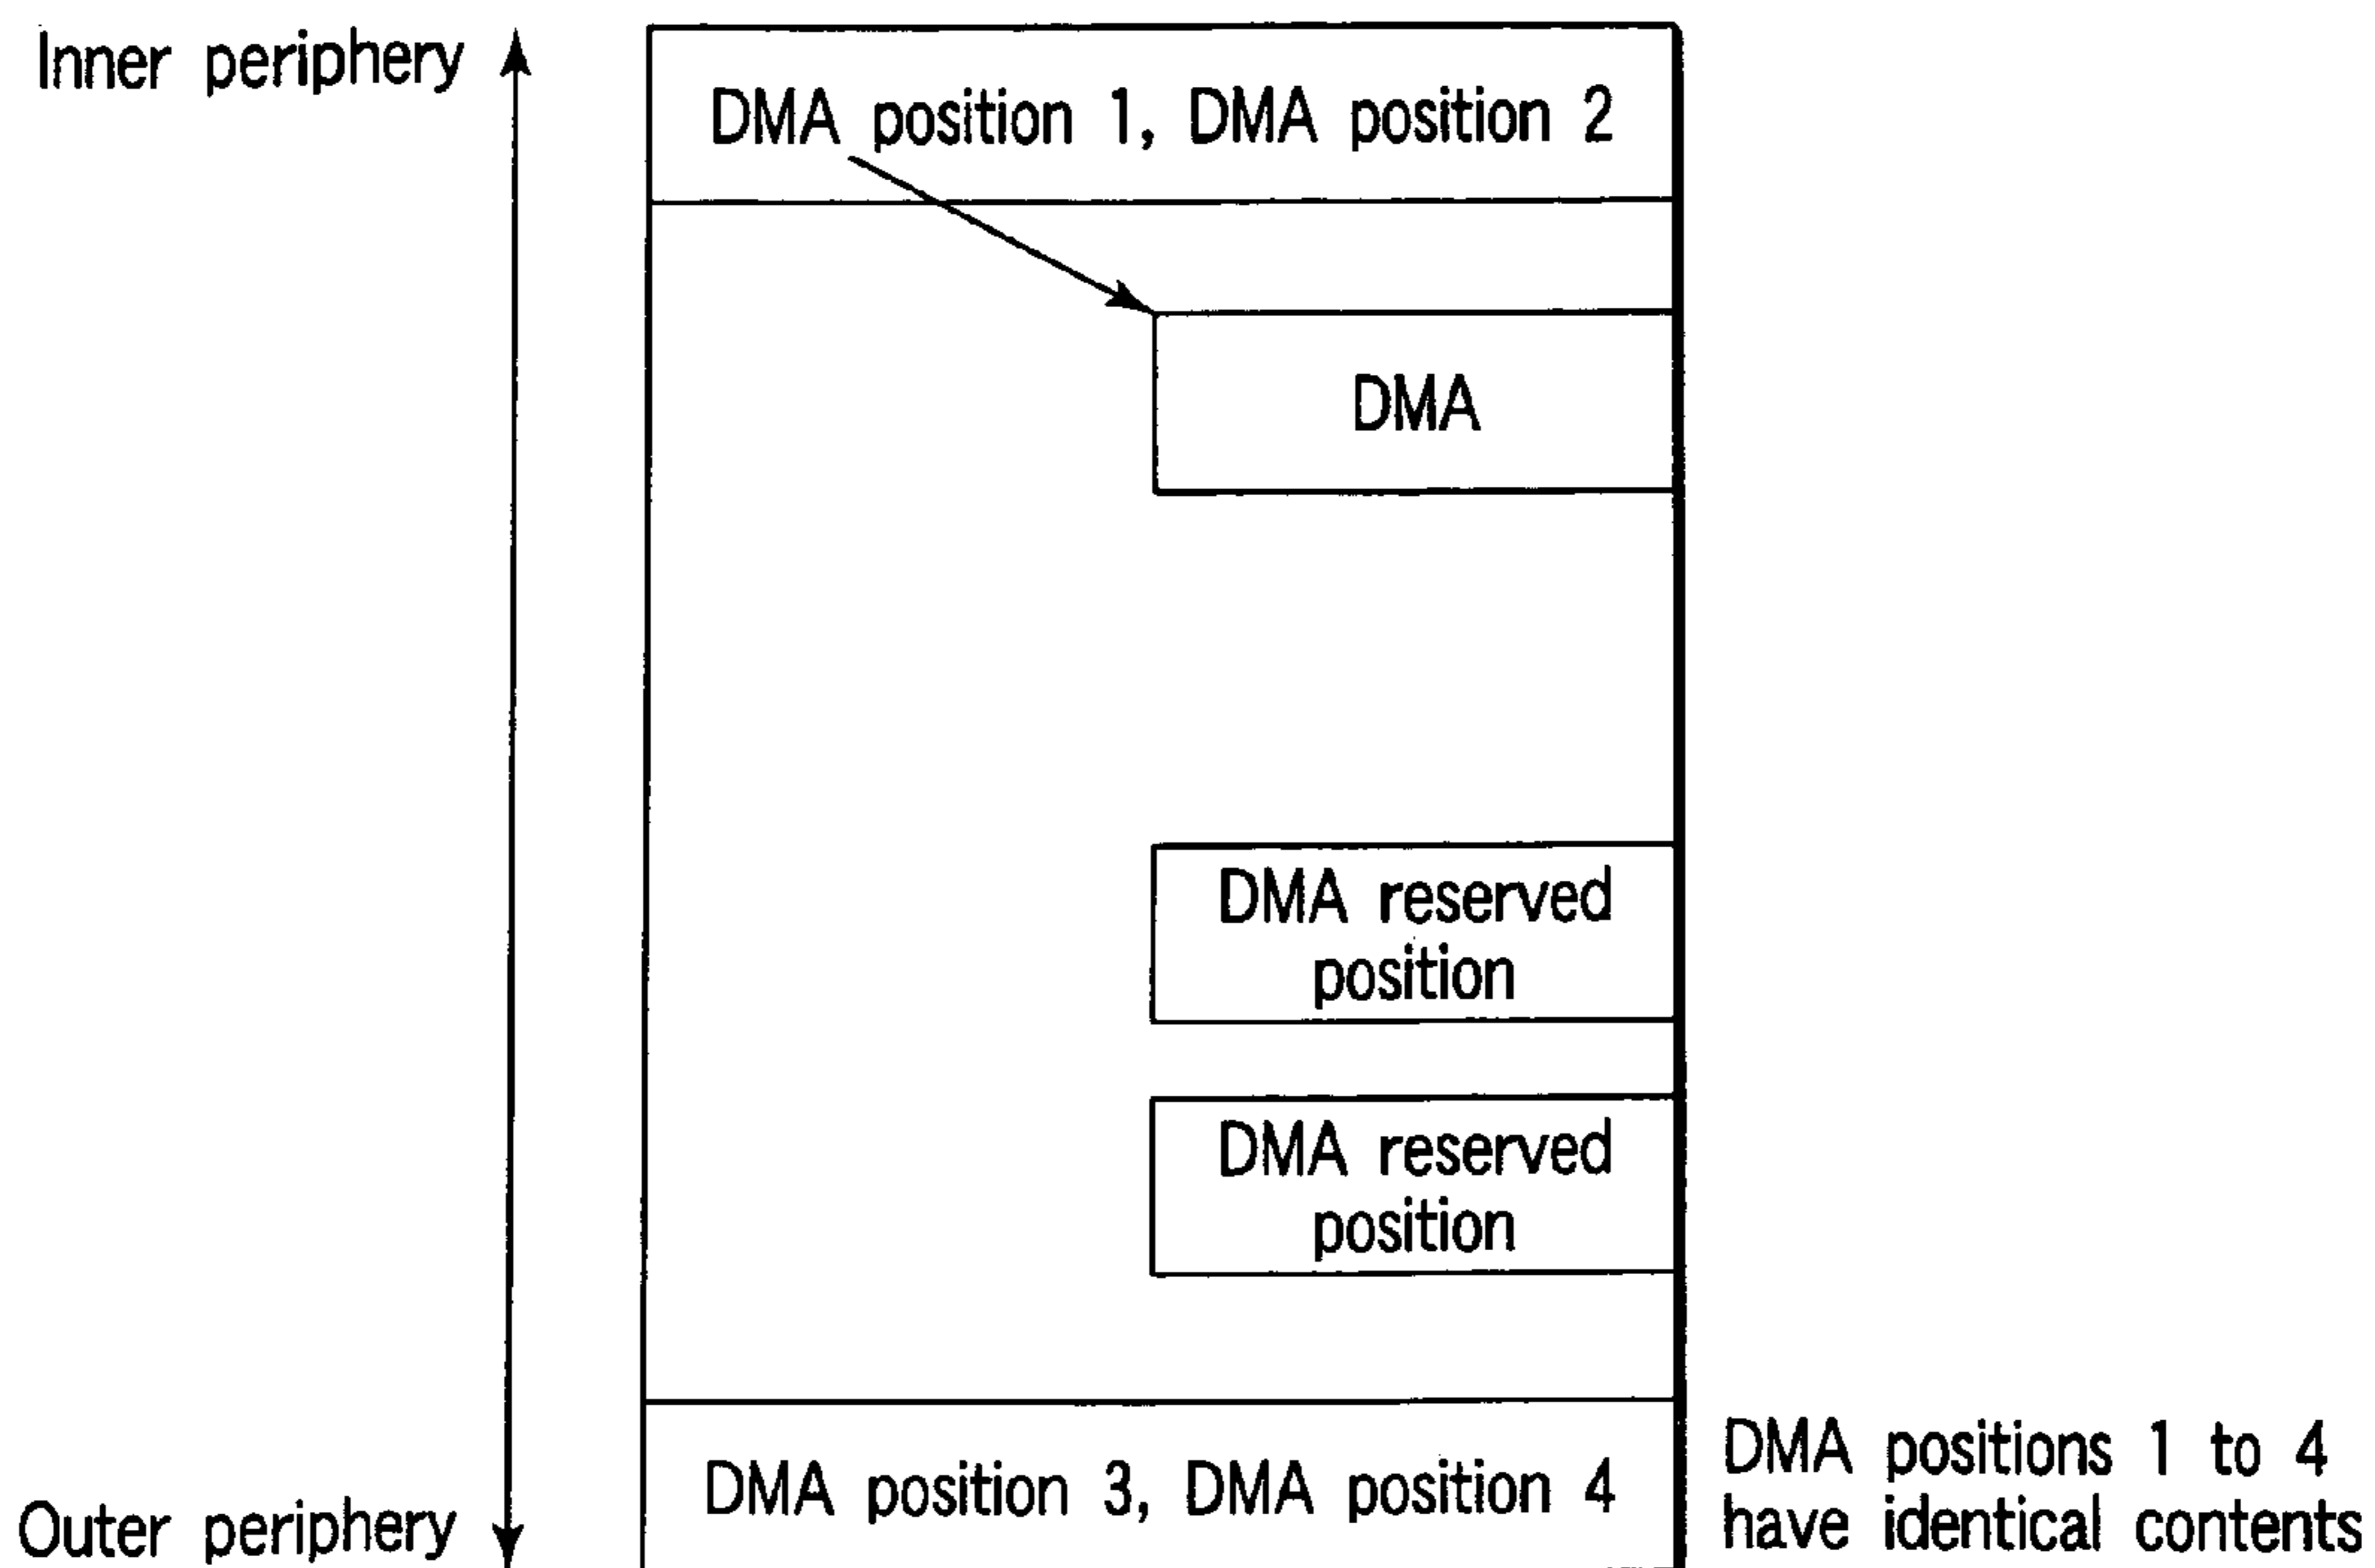 Inner periphery
DMA position 1, DMA position 2
DMA
DMA reserved
position
DMA reserved
position
DMA position 3, DMA position 4
Outer periphery
DMA positions 1 to 4
have identical contents